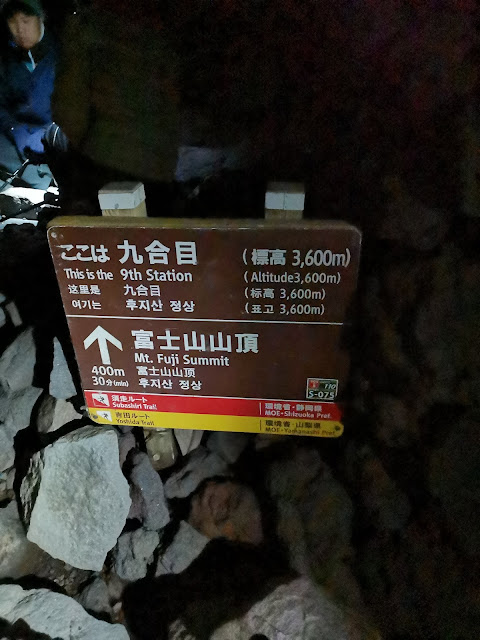 ここは 九合目 (標高 3,600m)
This is the 9th Station (Altitude3,600m)
这里是 九合目 (标高 3,600m)
여기는 후지산 정상 (표고 3,600m)
富士山山頂
Mt. Fuji Summit
400m 富士山山顶
30分(min) 후지산 정상
130
S-075
須走ルート 環境省・静岡県
Subashiri Trail MOE・Shizuoka Pref.
吉田ルート 環境省・山梨県
Yoshida Trail MOE・Yamanashi Pref.